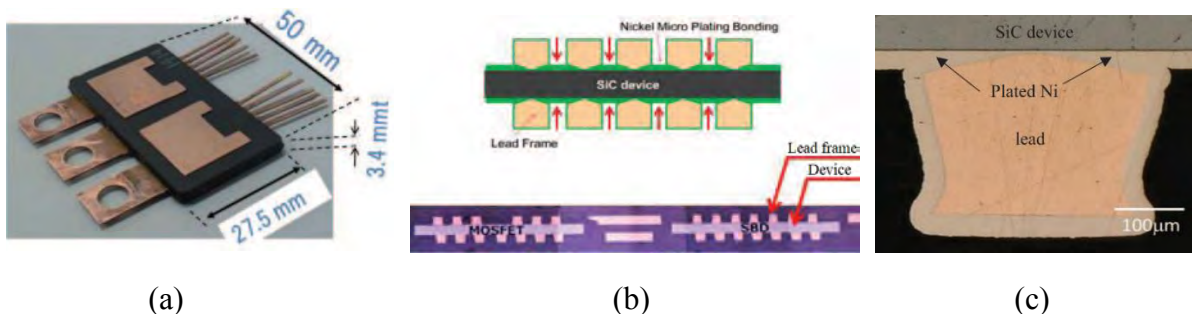 50 mm
3.4 mmt
27.5 mm
(a)
Nickel Micro Plating Bonding
SiC device
Lead Frame
Lead frame
Device
MOSFET
SBD
(b)
SiC device
Plated Ni
lead
100μm
(c)